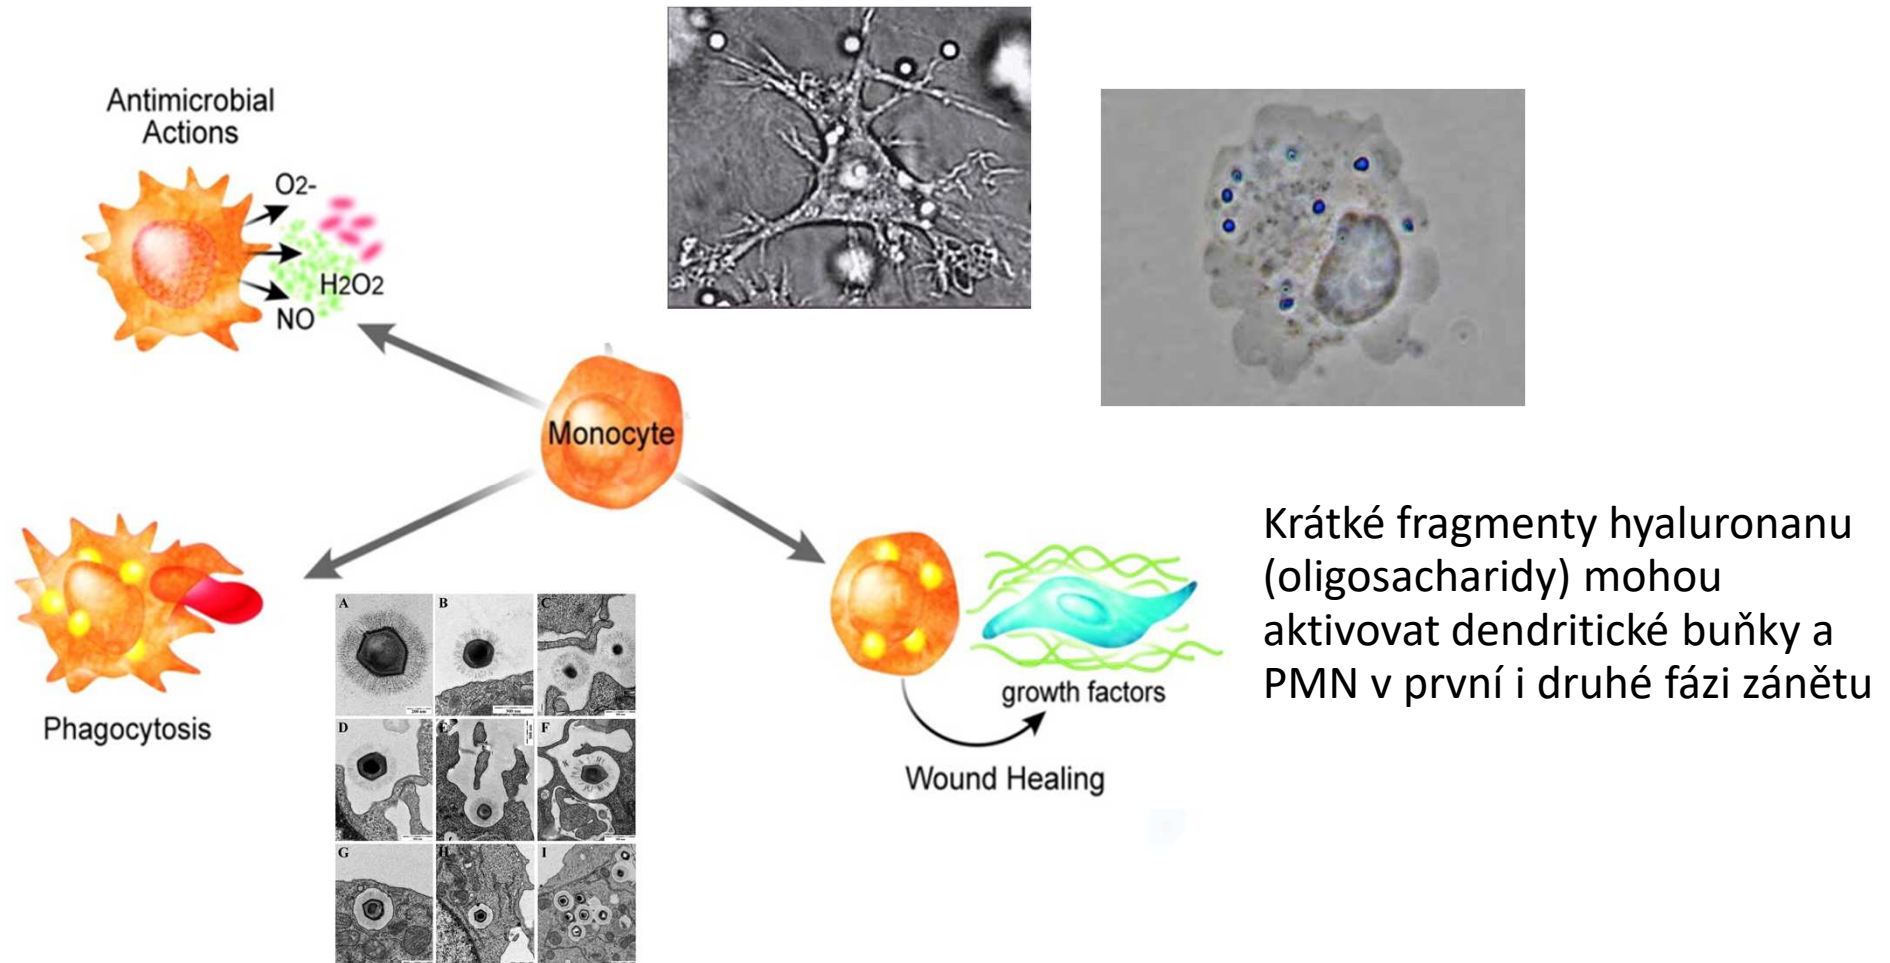 Antimicrobial
Actions
O2-
H2O2
NO
Monocyte
Phagocytosis
A
B
C
D
E
F
G
H
I
growth factors
Wound Healing
Krátké fragmenty hyaluronanu
(oligosacharidy) mohou
aktivovat dendritické buňky a
PMN v první i druhé fázi zánětu